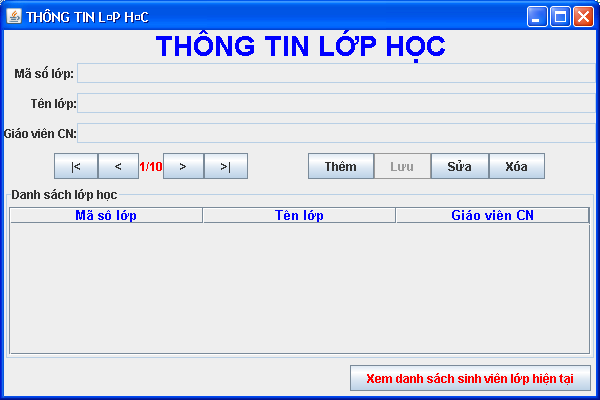 THÔNG TIN L¤P H¤C
THÔNG TIN LỚP HỌC
Mã số lớp:
Tên lớp:
Giáo viên CN:
|< < 1/10 > >| Thêm Lưu Sửa Xóa
Danh sách lớp học
Mã số lớp Tên lớp Giáo viên CN
Xem danh sách sinh viên lớp hiện tại